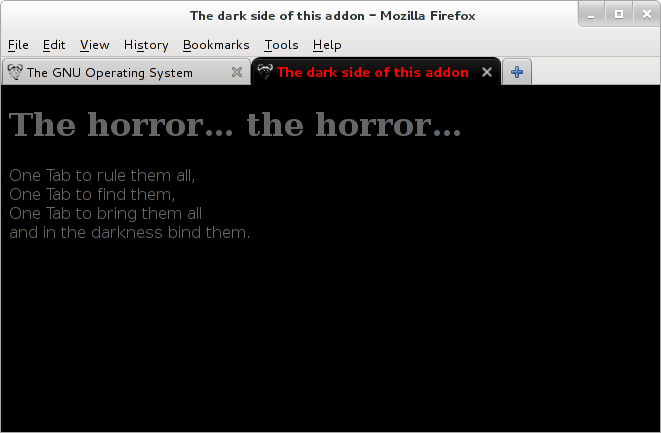 The dark side of this addon – Mozilla Firefox
File Edit View History Bookmarks Tools Help
The GNU Operating System
The dark side of this addon
The horror... the horror...
One Tab to rule them all,
One Tab to find them,
One Tab to bring them all
and in the darkness bind them.